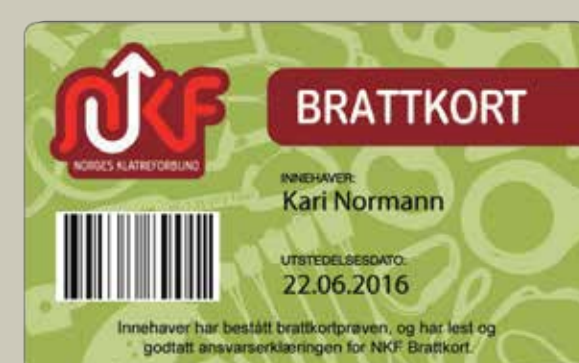 NKF
NORGES KLATREFORBUND
BRATTKORT
INNEHAVER:
Kari Normann
UTSTEDELSESDATO:
22.06.2016
Innehaver har bestått brattkortprøven, og har lest og
godtatt ansvarserklæringen for NKF Brattkort.